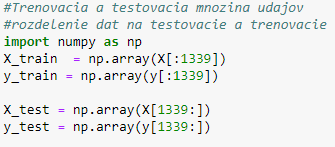 #Trenovacia a testovacia mnozina udajov
#rozdelenie dat na testovacie a trenovacie
import numpy as np
X_train  = np.array(X[:1339])
y_train = np.array(y[:1339])

X_test = np.array(X[1339:])
y_test = np.array(y[1339:])